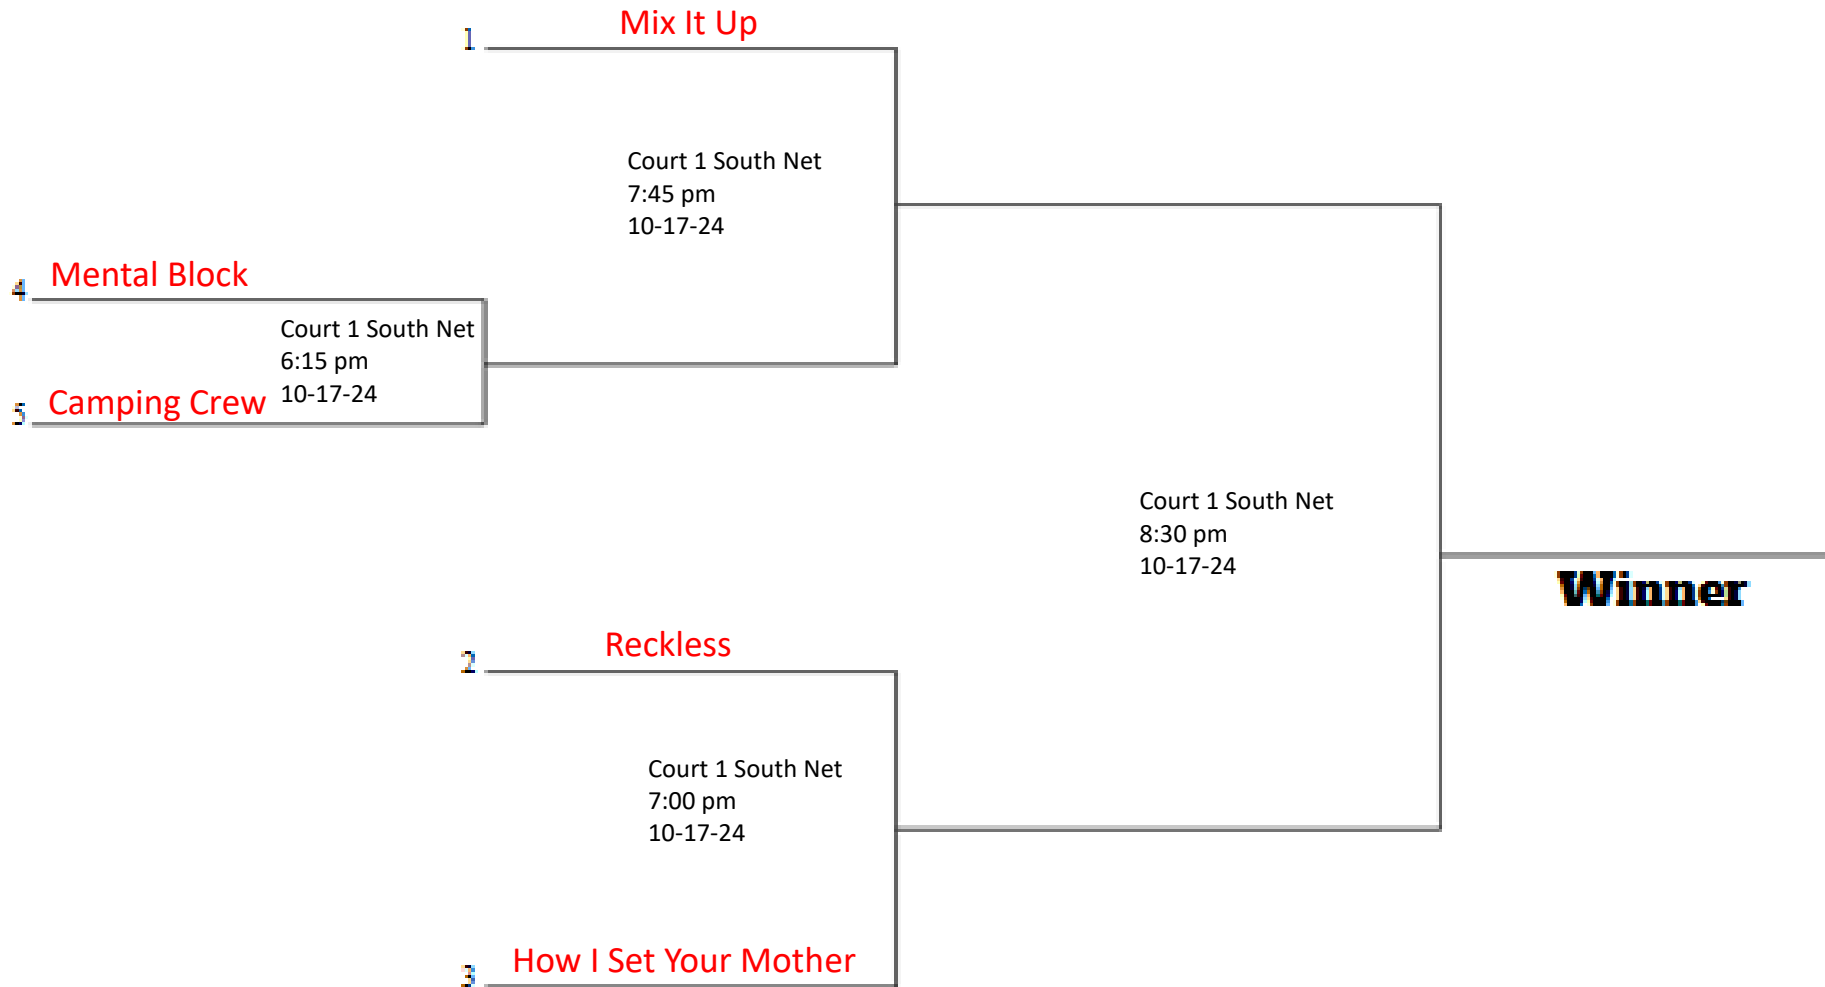 1 Mix It Up
Court 1 South Net
7:45 pm
10-17-24
4 Mental Block
Court 1 South Net
6:15 pm
10-17-24
5 Camping Crew
Court 1 South Net
8:30 pm
10-17-24
Winner
2 Reckless
Court 1 South Net
7:00 pm
10-17-24
3 How I Set Your Mother